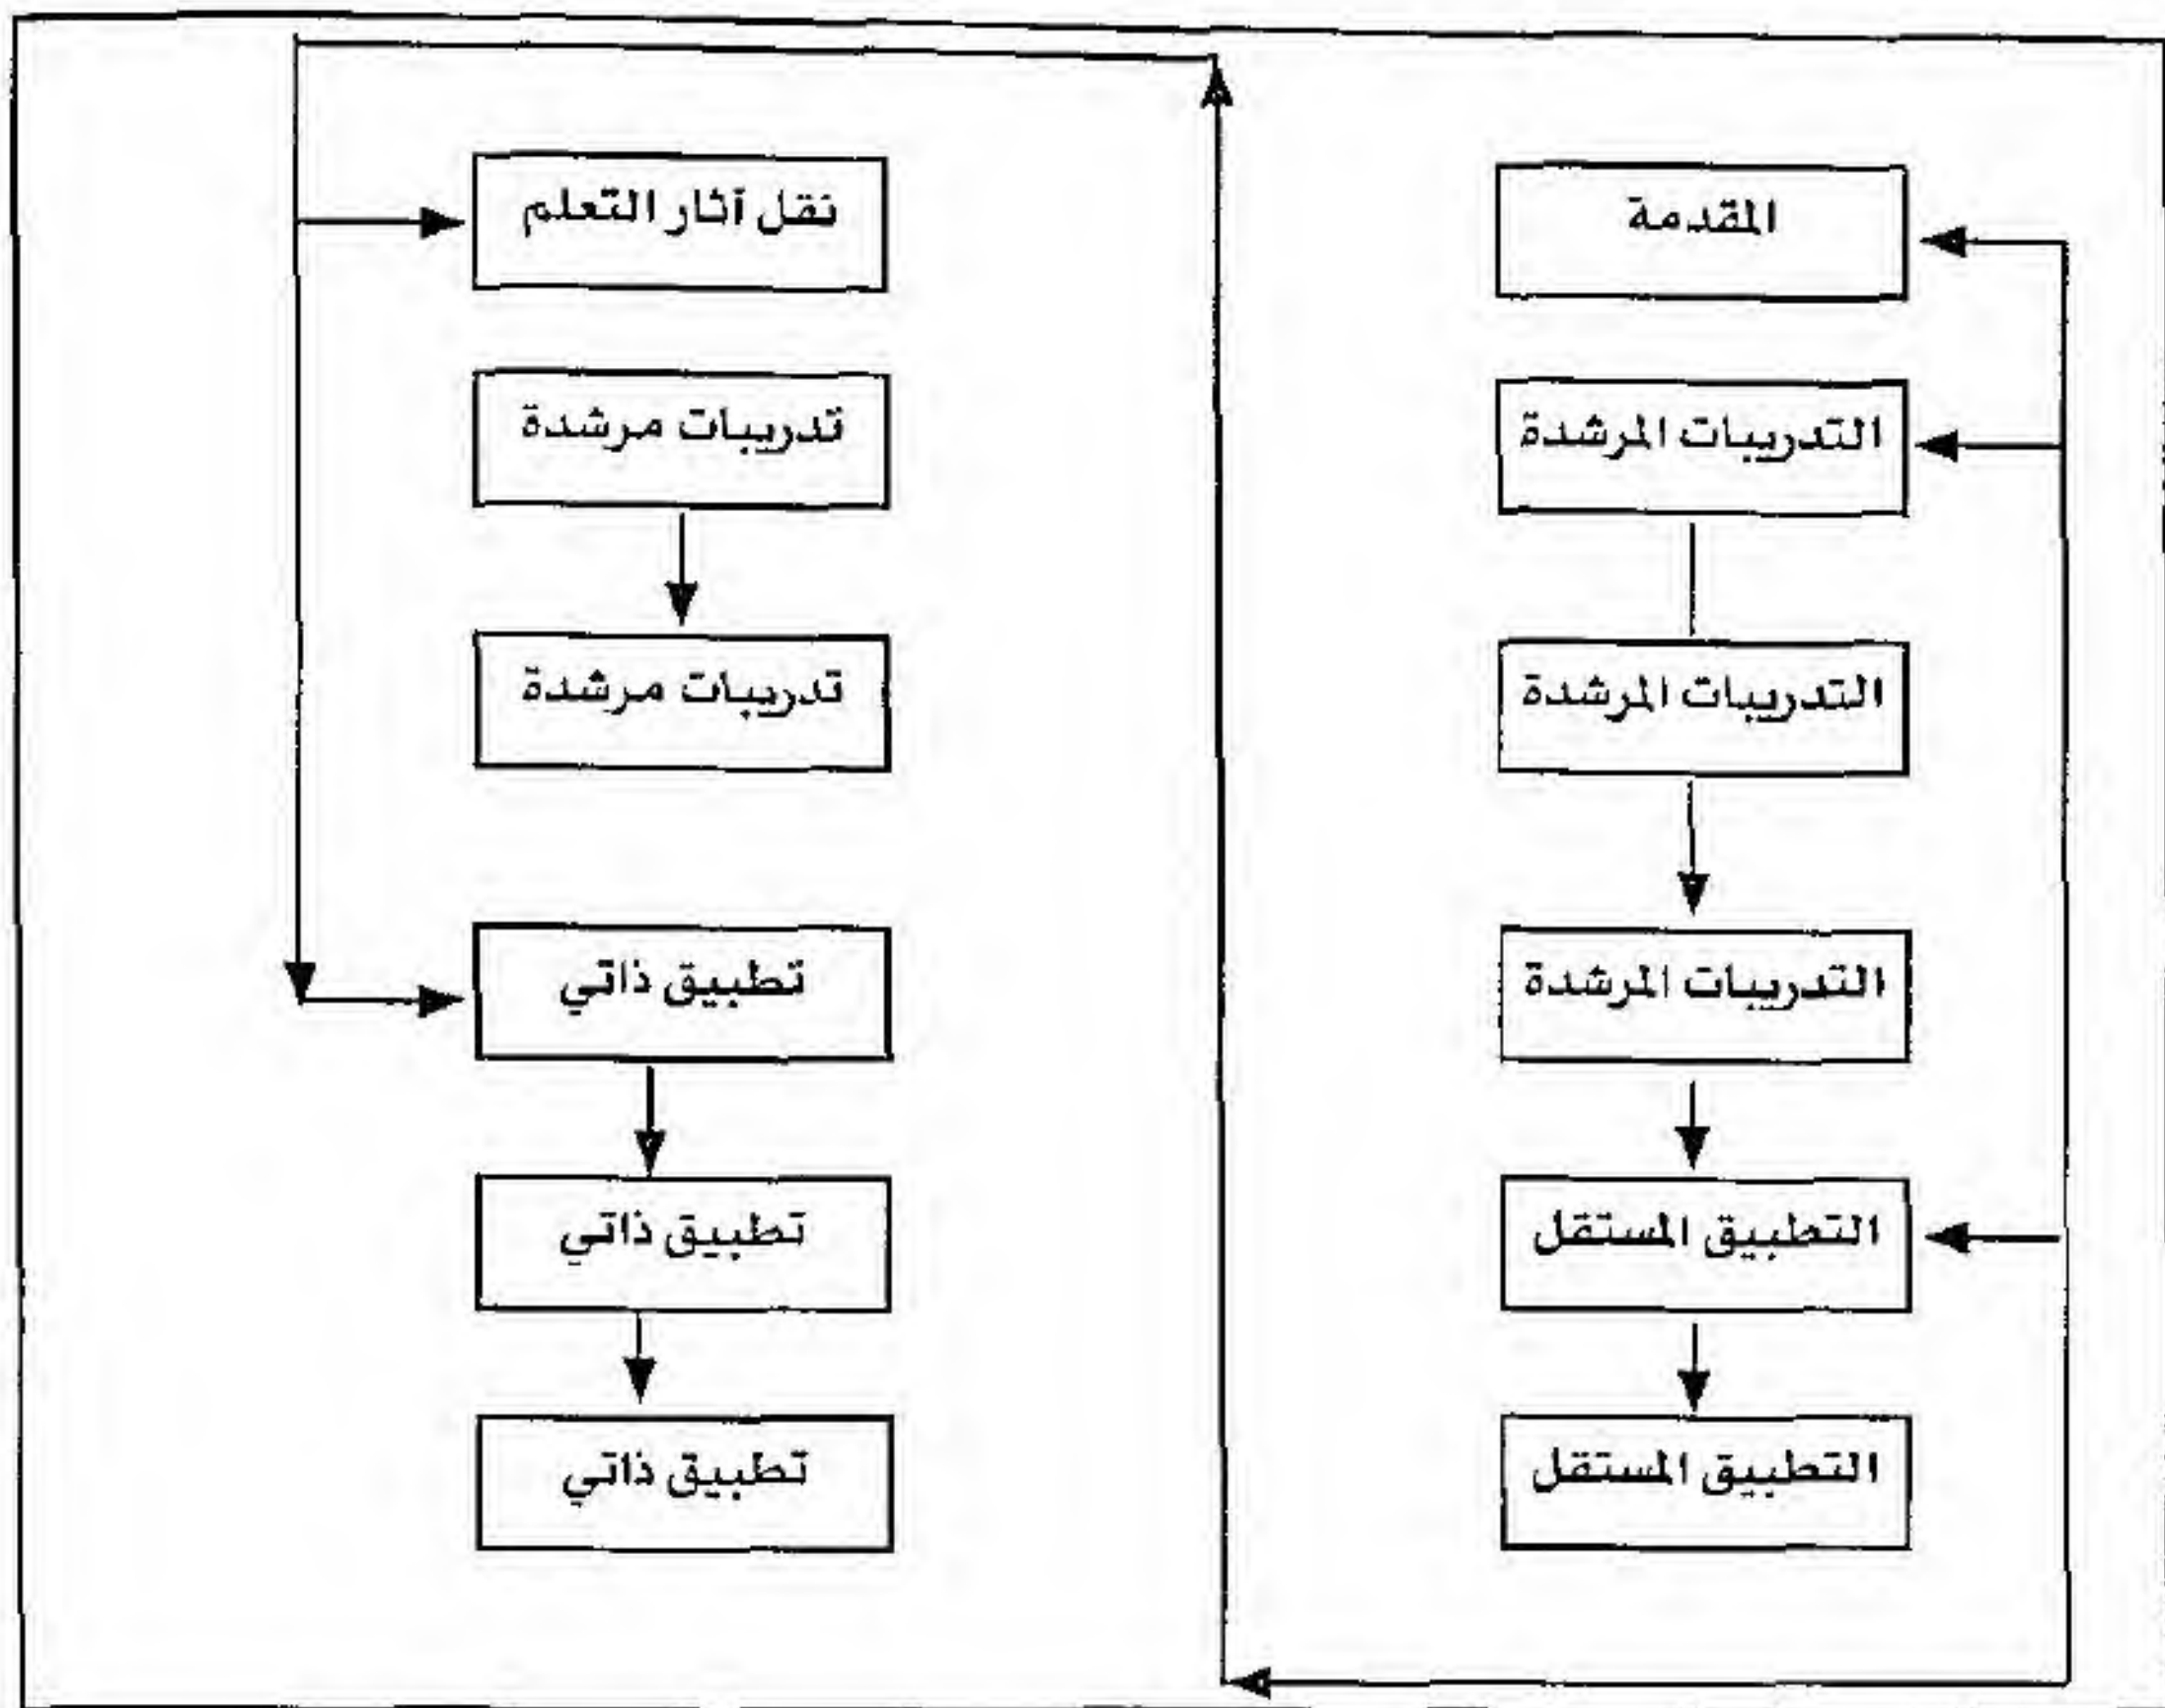 المقدمة
التدريبات المرشدة
التدريبات المرشدة
التدريبات المرشدة
التطبيق المستقل
التطبيق المستقل
نقل آثار التعلم
تدريبات مرشدة
تدريبات مرشدة
تطبيق ذاتي
تطبيق ذاتي
تطبيق ذاتي